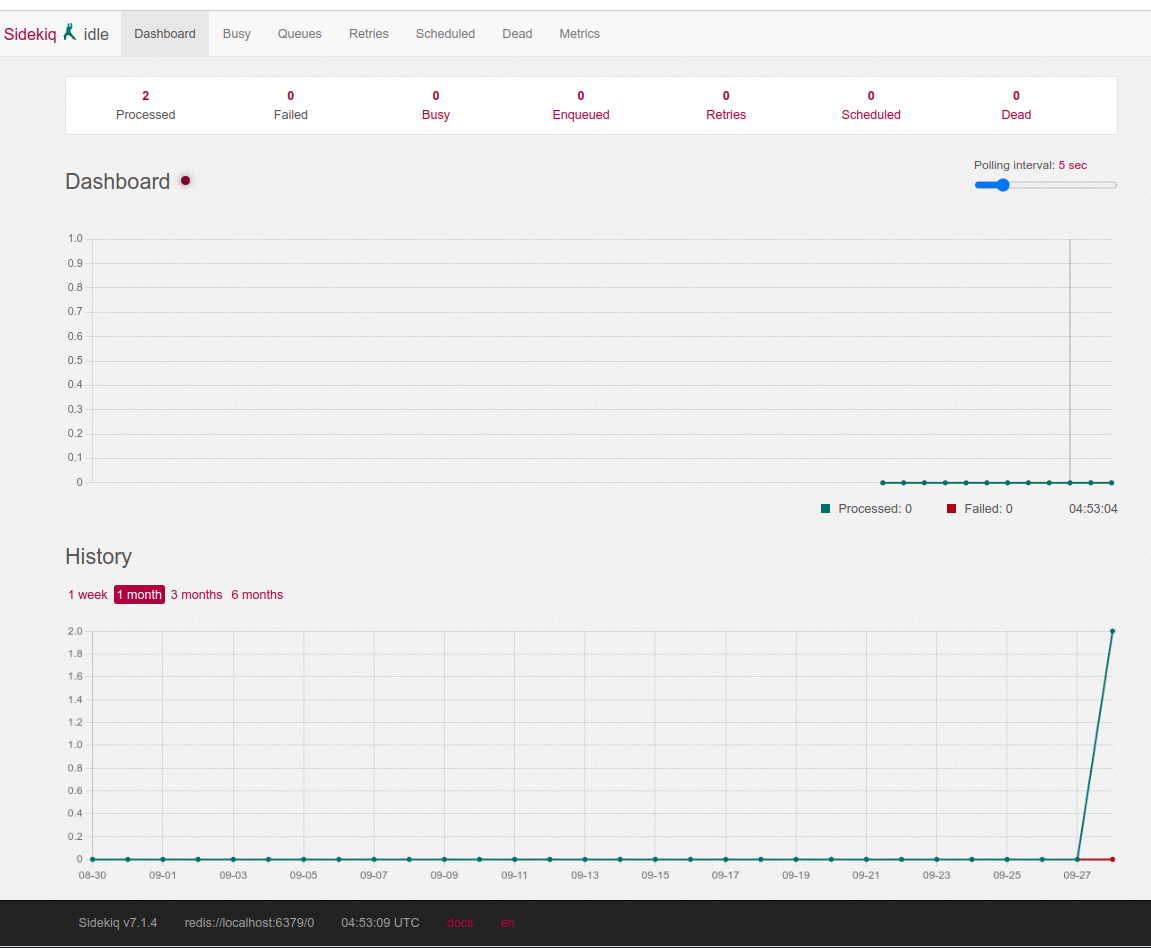 Sidekiq idle Dashboard Busy Queues Retries Scheduled Dead Metrics
2 0 0 0 0 0 0
Processed Failed Busy Enqueued Retries Scheduled Dead
Polling interval: 5 sec
Dashboard
1.0
0.9
0.8
0.7
0.6
0.5
0.4
0.3
0.2
0.1
0
Processed: 0 Failed: 0 04:53:04
History
1 week 1 month 3 months 6 months
2.0
1.8
1.6
1.4
1.2
1.0
0.8
0.6
0.4
0.2
0
08-30 09-01 09-03 09-05 09-07 09-09 09-11 09-13 09-15 09-17 09-19 09-21 09-23 09-25 09-27
Sidekiq v7.1.4 redis://localhost:6379/0 04:53:09 UTC docs en